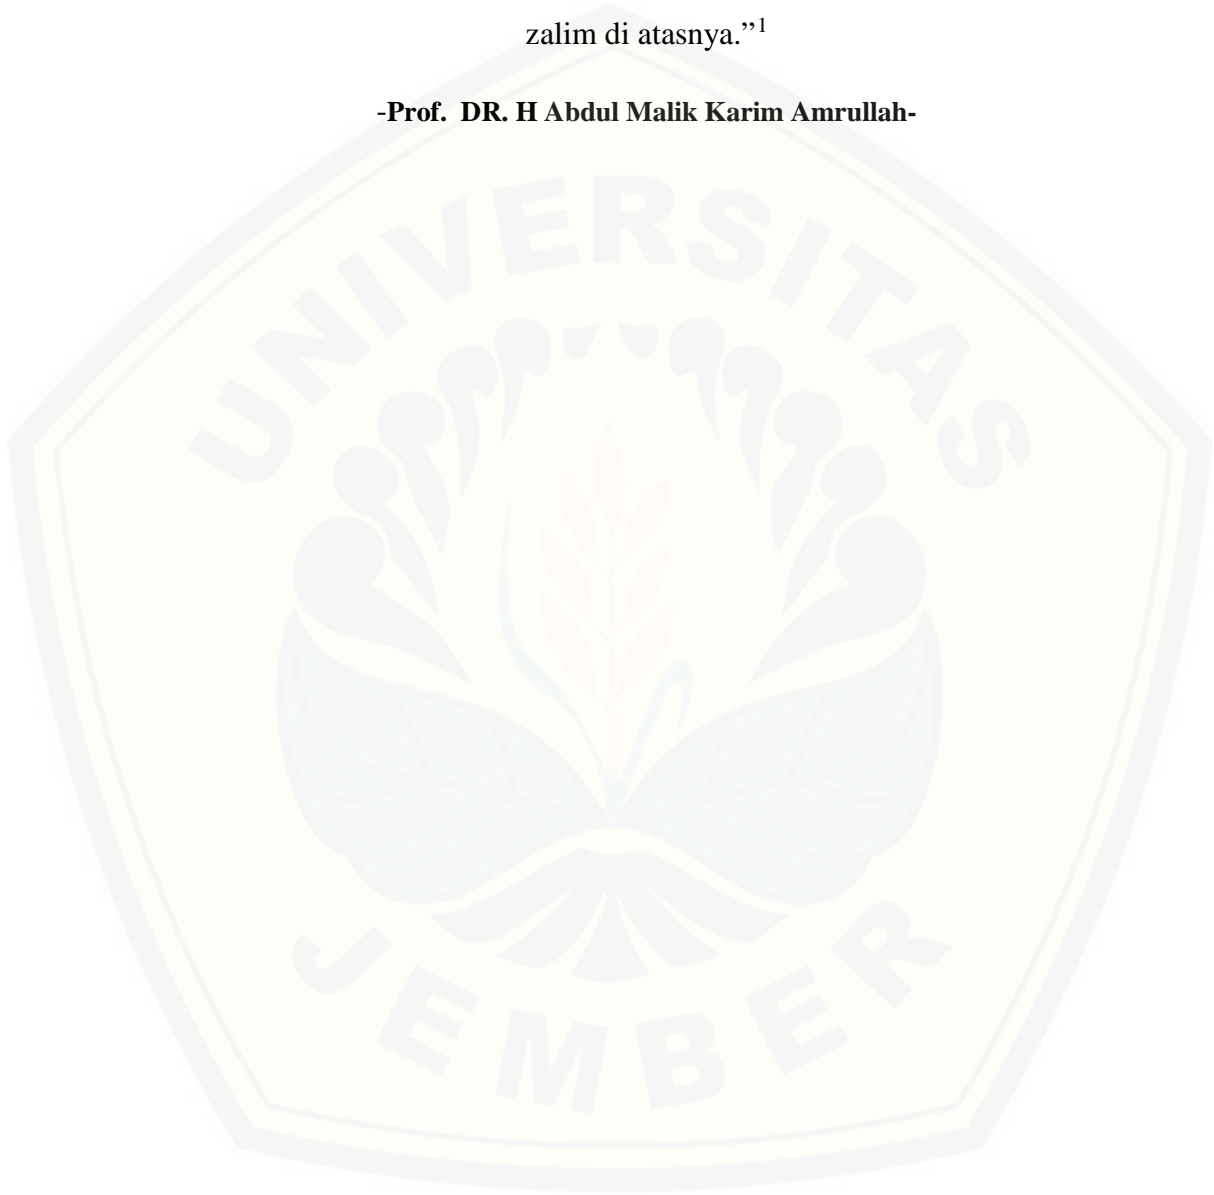 zalim di atasnya.”1
-Prof. DR. H Abdul Malik Karim Amrullah-
UNIVERSITAS
JEMBER